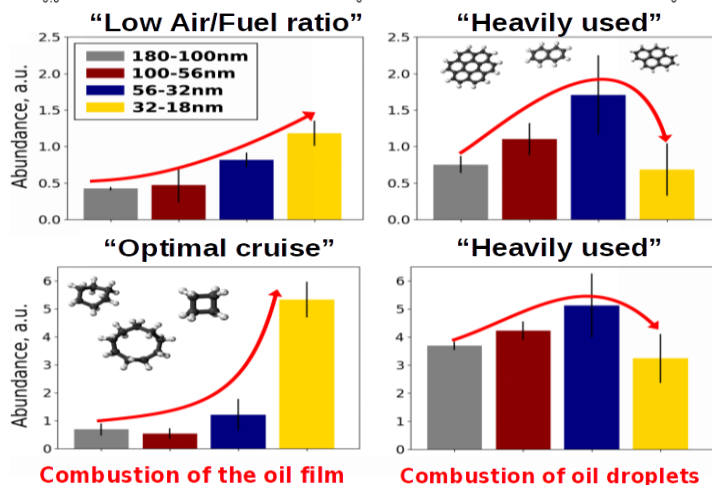 “Low Air/Fuel ratio”
“Heavily used”
2.5
2.0
1.5
1.0
0.5
0.0
Abundance, a.u.
180-100nm
100-56nm
56-32nm
32-18nm
2.5
2.0
1.5
1.0
0.5
0.0
“Optimal cruise”
“Heavily used”
6
5
4
3
2
1
0
Abundance, a.u.
6
5
4
3
2
1
0
Combustion of the oil film
Combustion of oil droplets